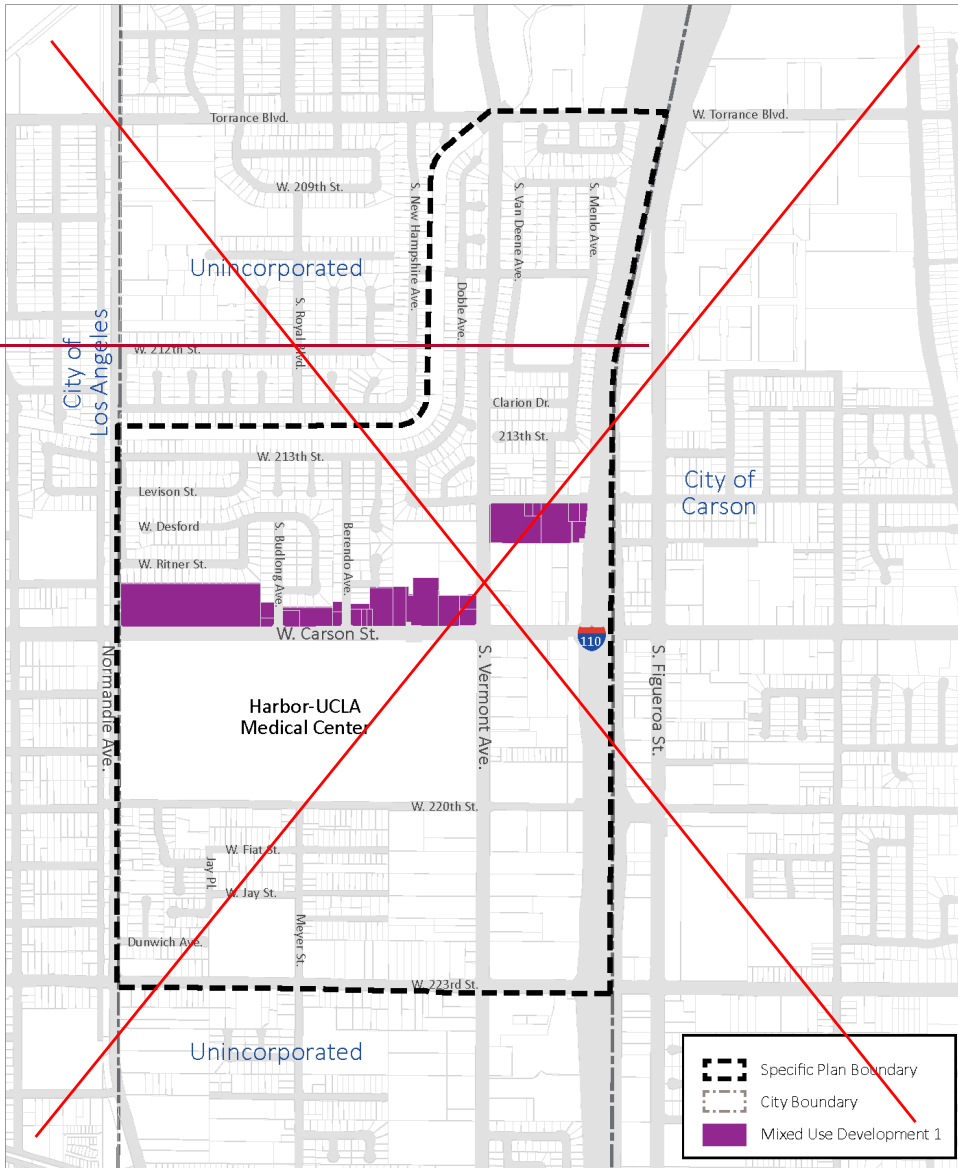 Torrance Blvd.
W. Torrance Blvd.
W. 209th St.
S. New Hampshire Ave.
S. Van Deene Ave.
S. Menlo Ave.
Unincorporated
Doble Ave.
S. Royal Blvd.
City of
Los Angeles
W. 212th St.
Clarion Dr.
213th St.
W. 213th St.
City of
Carson
Levison St.
W. Desford
S. Budlong Ave.
Berendo Ave.
W. Ritner St.
W. Carson St.
110
Normandie Ave.
S. Vermont Ave.
S. Figueroa St.
Harbor-UCLA
Medical Center
W. 220th St.
W. Fiat St.
Jay Pl.
W. Jay St.
Meyer St.
Dunwich Ave.
W. 223rd St.
Unincorporated
Specific Plan Boundary
City Boundary
Mixed Use Development 1